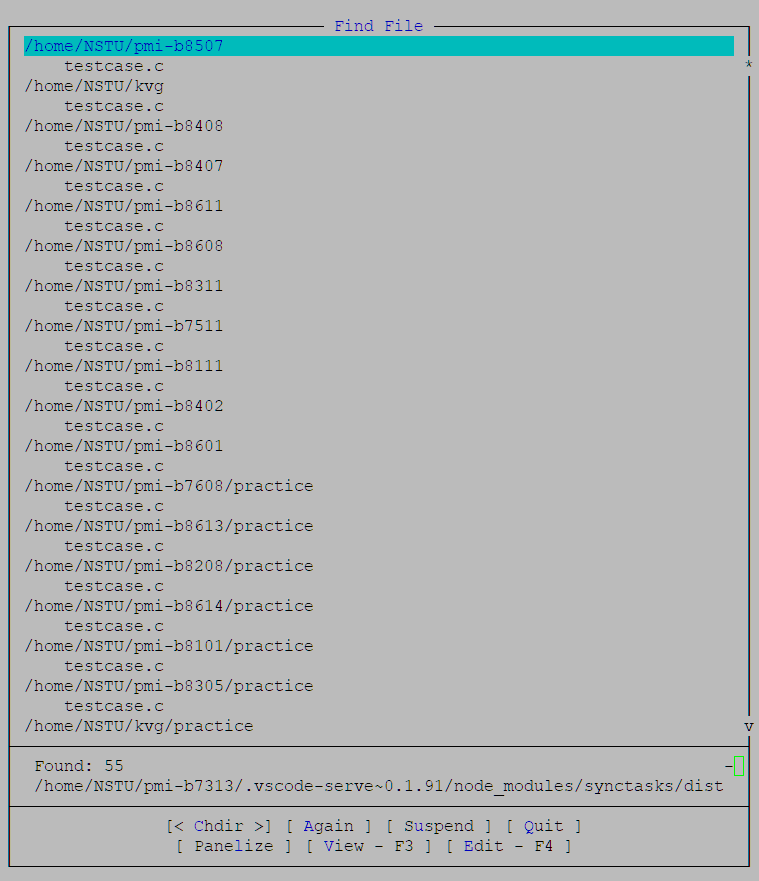 Find File
/home/NSTU/pmi-b8507
testcase.c
*
/home/NSTU/kvg
testcase.c
/home/NSTU/pmi-b8408
testcase.c
/home/NSTU/pmi-b8407
testcase.c
/home/NSTU/pmi-b8611
testcase.c
/home/NSTU/pmi-b8608
testcase.c
/home/NSTU/pmi-b8311
testcase.c
/home/NSTU/pmi-b7511
testcase.c
/home/NSTU/pmi-b8111
testcase.c
/home/NSTU/pmi-b8402
testcase.c
/home/NSTU/pmi-b8601
testcase.c
/home/NSTU/pmi-b7608/practice
testcase.c
/home/NSTU/pmi-b8613/practice
testcase.c
/home/NSTU/pmi-b8208/practice
testcase.c
/home/NSTU/pmi-b8614/practice
testcase.c
/home/NSTU/pmi-b8101/practice
testcase.c
/home/NSTU/pmi-b8305/practice
testcase.c
/home/NSTU/kvg/practice v
Found: 55 -
/home/NSTU/pmi-b7313/.vscode-serve~0.1.91/node_modules/synctasks/dist
[< Chdir >] [ Again ] [ Suspend ] [ Quit ]
[ Panelize ] [ View - F3 ] [ Edit - F4 ]